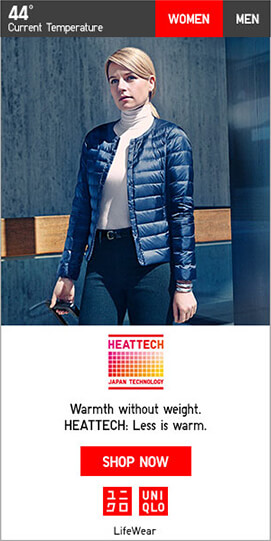 44°
Current Temperature
WOMEN
MEN
HEATTECH
JAPAN TECHNOLOGY
Warmth without weight.
HEATTECH: Less is warm.
SHOP NOW
ユニ
クロ
UNI
QLO
LifeWear